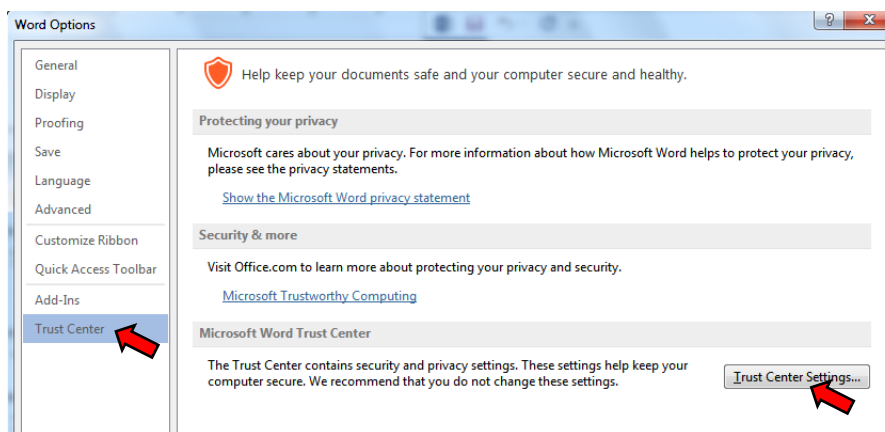 Word Options
General
Display
Proofing
Save
Language
Advanced
Customize Ribbon
Quick Access Toolbar
Add-Ins
Trust Center
Help keep your documents safe and your computer secure and healthy.
Protecting your privacy
Microsoft cares about your privacy. For more information about how Microsoft Word helps to protect your privacy,
please see the privacy statements.
Show the Microsoft Word privacy statement
Security & more
Visit Office.com to learn more about protecting your privacy and security.
Microsoft Trustworthy Computing
Microsoft Word Trust Center
The Trust Center contains security and privacy settings. These settings help keep your
computer secure. We recommend that you do not change these settings.
Trust Center Settings...